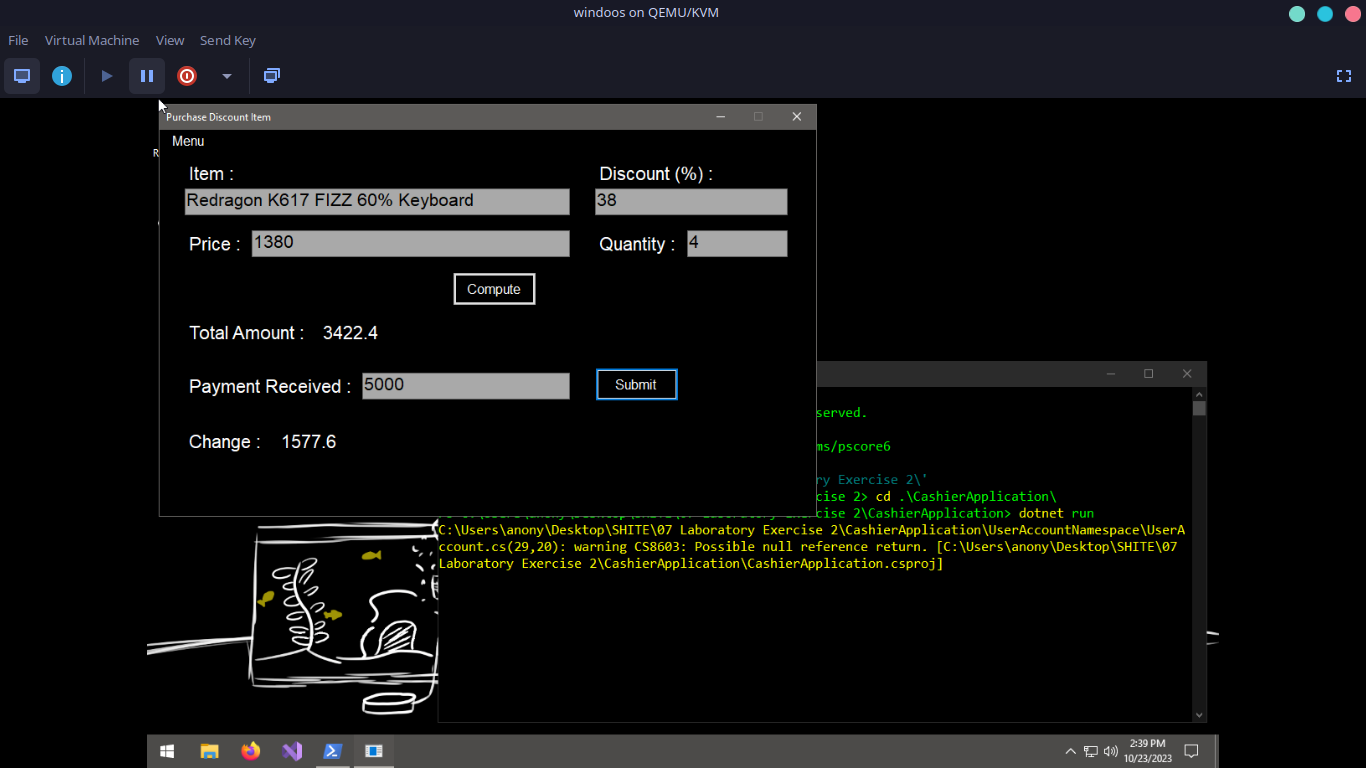 windoos on QEMU/KVM
File Virtual Machine View Send Key
Purchase Discount Item
Menu
R
Item :
Discount (%) :
Redragon K617 FIZZ 60% Keyboard
38
Price :
1380
Quantity :
4
Compute
Total Amount :
3422.4
Payment Received :
5000
Submit
Change :
1577.6
served.
ms/pscore6
ry Exercise 2\'
cise 2> cd .\CashierApplication\
cise 2\CashierApplication> dotnet run
C:\Users\anony\Desktop\SHITE\07 Laboratory Exercise 2\CashierApplication\UserAccountNamespace\UserA
ccount.cs(29,20): warning CS8603: Possible null reference return. [C:\Users\anony\Desktop\SHITE\07
Laboratory Exercise 2\CashierApplication\CashierApplication.csproj]
2:39 PM
10/23/2023